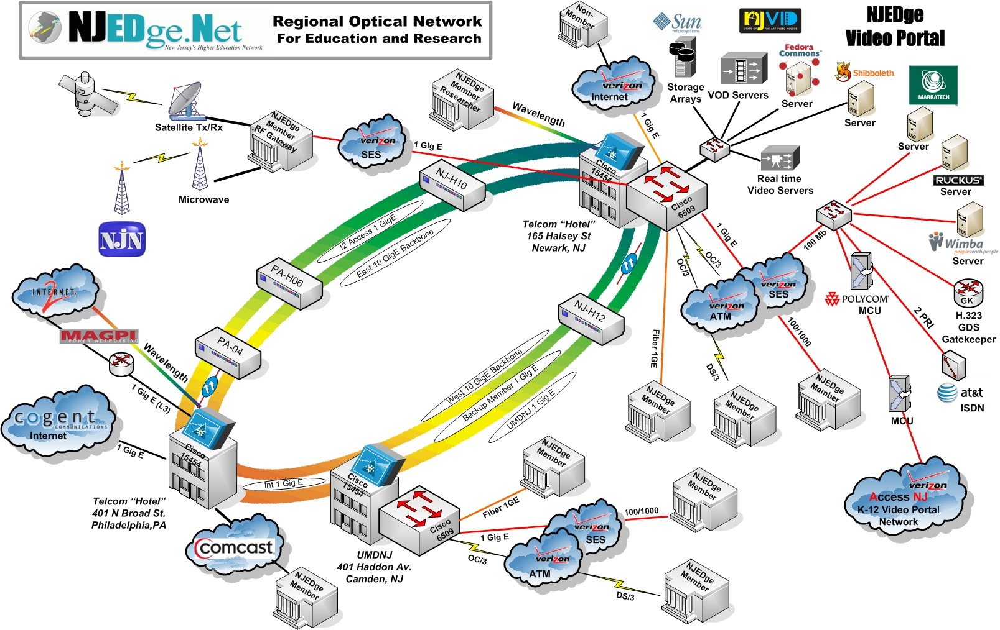 NJEDge.Net
New Jersey's Higher Education Network
Regional Optical Network
For Education and Research
Non-
Member
verizon
Internet
1 Gig E
Sun
microsystems
NJVID
STATE OF THE ART VIDEO ACCESS
NJEDge
Video Portal
Storage
Arrays
VOD Servers
Fedora
Commons™
Server
Shibboleth.
Server
MARRATECH
Server
RUCKUS
Server
Wimba
people teach people
Server
Real time
Video Servers
Satellite Tx/Rx
NJEDge
Member
RF Gateway
Microwave
NJN
verizon
SES
1 Gig E
NJEDge
Member
Researcher
Wavelength
Cisco
15454
Cisco
6509
Telcom “Hotel”
165 Halsey St
Newark, NJ
NJ-H10
I2 Access 1 GigE
East 10 GigE Backbone
PA-H06
PA-04
NJ-H12
West 10 GigE Backbone
Backup Member 1 Gig E
UMDNJ 1 Gig E
Int 1 Gig E
INTERNET
2
MAGPI
POWER NETWORKING
Wavelength
1 Gig E (L3)
cogent
COMMUNICATIONS
Internet
1 Gig E
Cisco
15454
Telcom “Hotel”
401 N Broad St.
Philadelphia,PA
Comcast.
NJEDge
Member
Cisco
15454
Cisco
6509
UMDNJ
401 Haddon Av.
Camden, NJ
Fiber 1GE
NJEDge
Member
1 Gig E
verizon
SES
100/1000
NJEDge
Member
OC/3
verizon
ATM
DS/3
NJEDge
Member
1 Gig E
OC/3
OC/3
verizon
SES
verizon
ATM
100 Mb
Fiber 1GE
NJEDge
Member
DS/3
NJEDge
Member
100/1000
NJEDge
Member
POLYCOM
MCU
2 PRI
GK
H.323
GDS
Gatekeeper
at&t
ISDN
MCU
verizon
Access NJ
K-12 Video Portal
Network